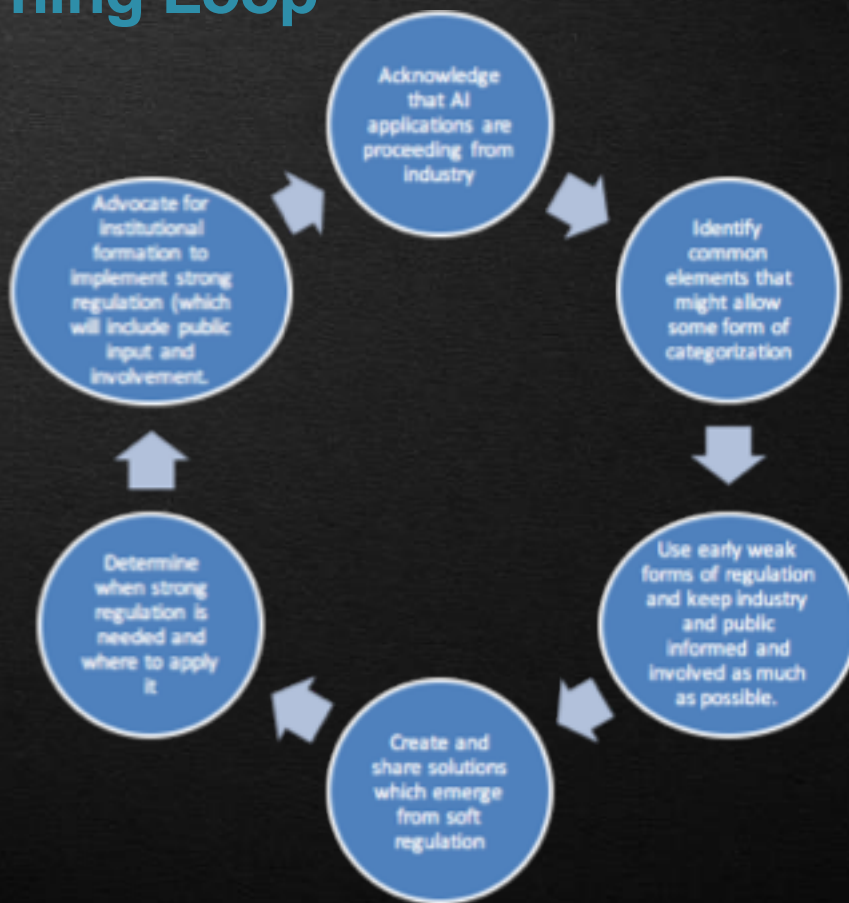 ning Loop
Acknowledge
that AI
applications are
proceeding from
industry
Identify
common
elements that
might allow
some form of
categorization
Use early weak
forms of regulation
and keep industry
and public
informed and
involved as much
as possible.
Create and
share solutions
which emerge
from soft
regulation
Determine
when strong
regulation is
needed and
where to apply
it
Advocate for
institutional
formation to
implement strong
regulation (which
will include public
input and
involvement.